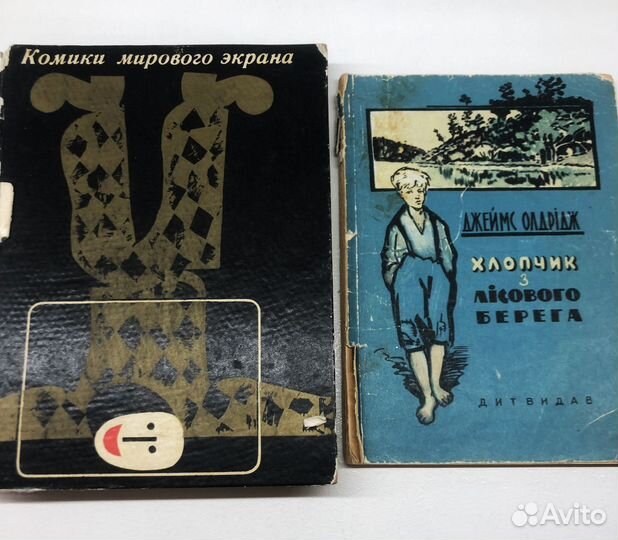 Комики мирового экрана
ДЖЕЙМС ОЛДРІДЖ
ХЛОПЧИК
З
ЛІСОВОГО
БЕРЕГА
ДИТВИДАВ
Avito